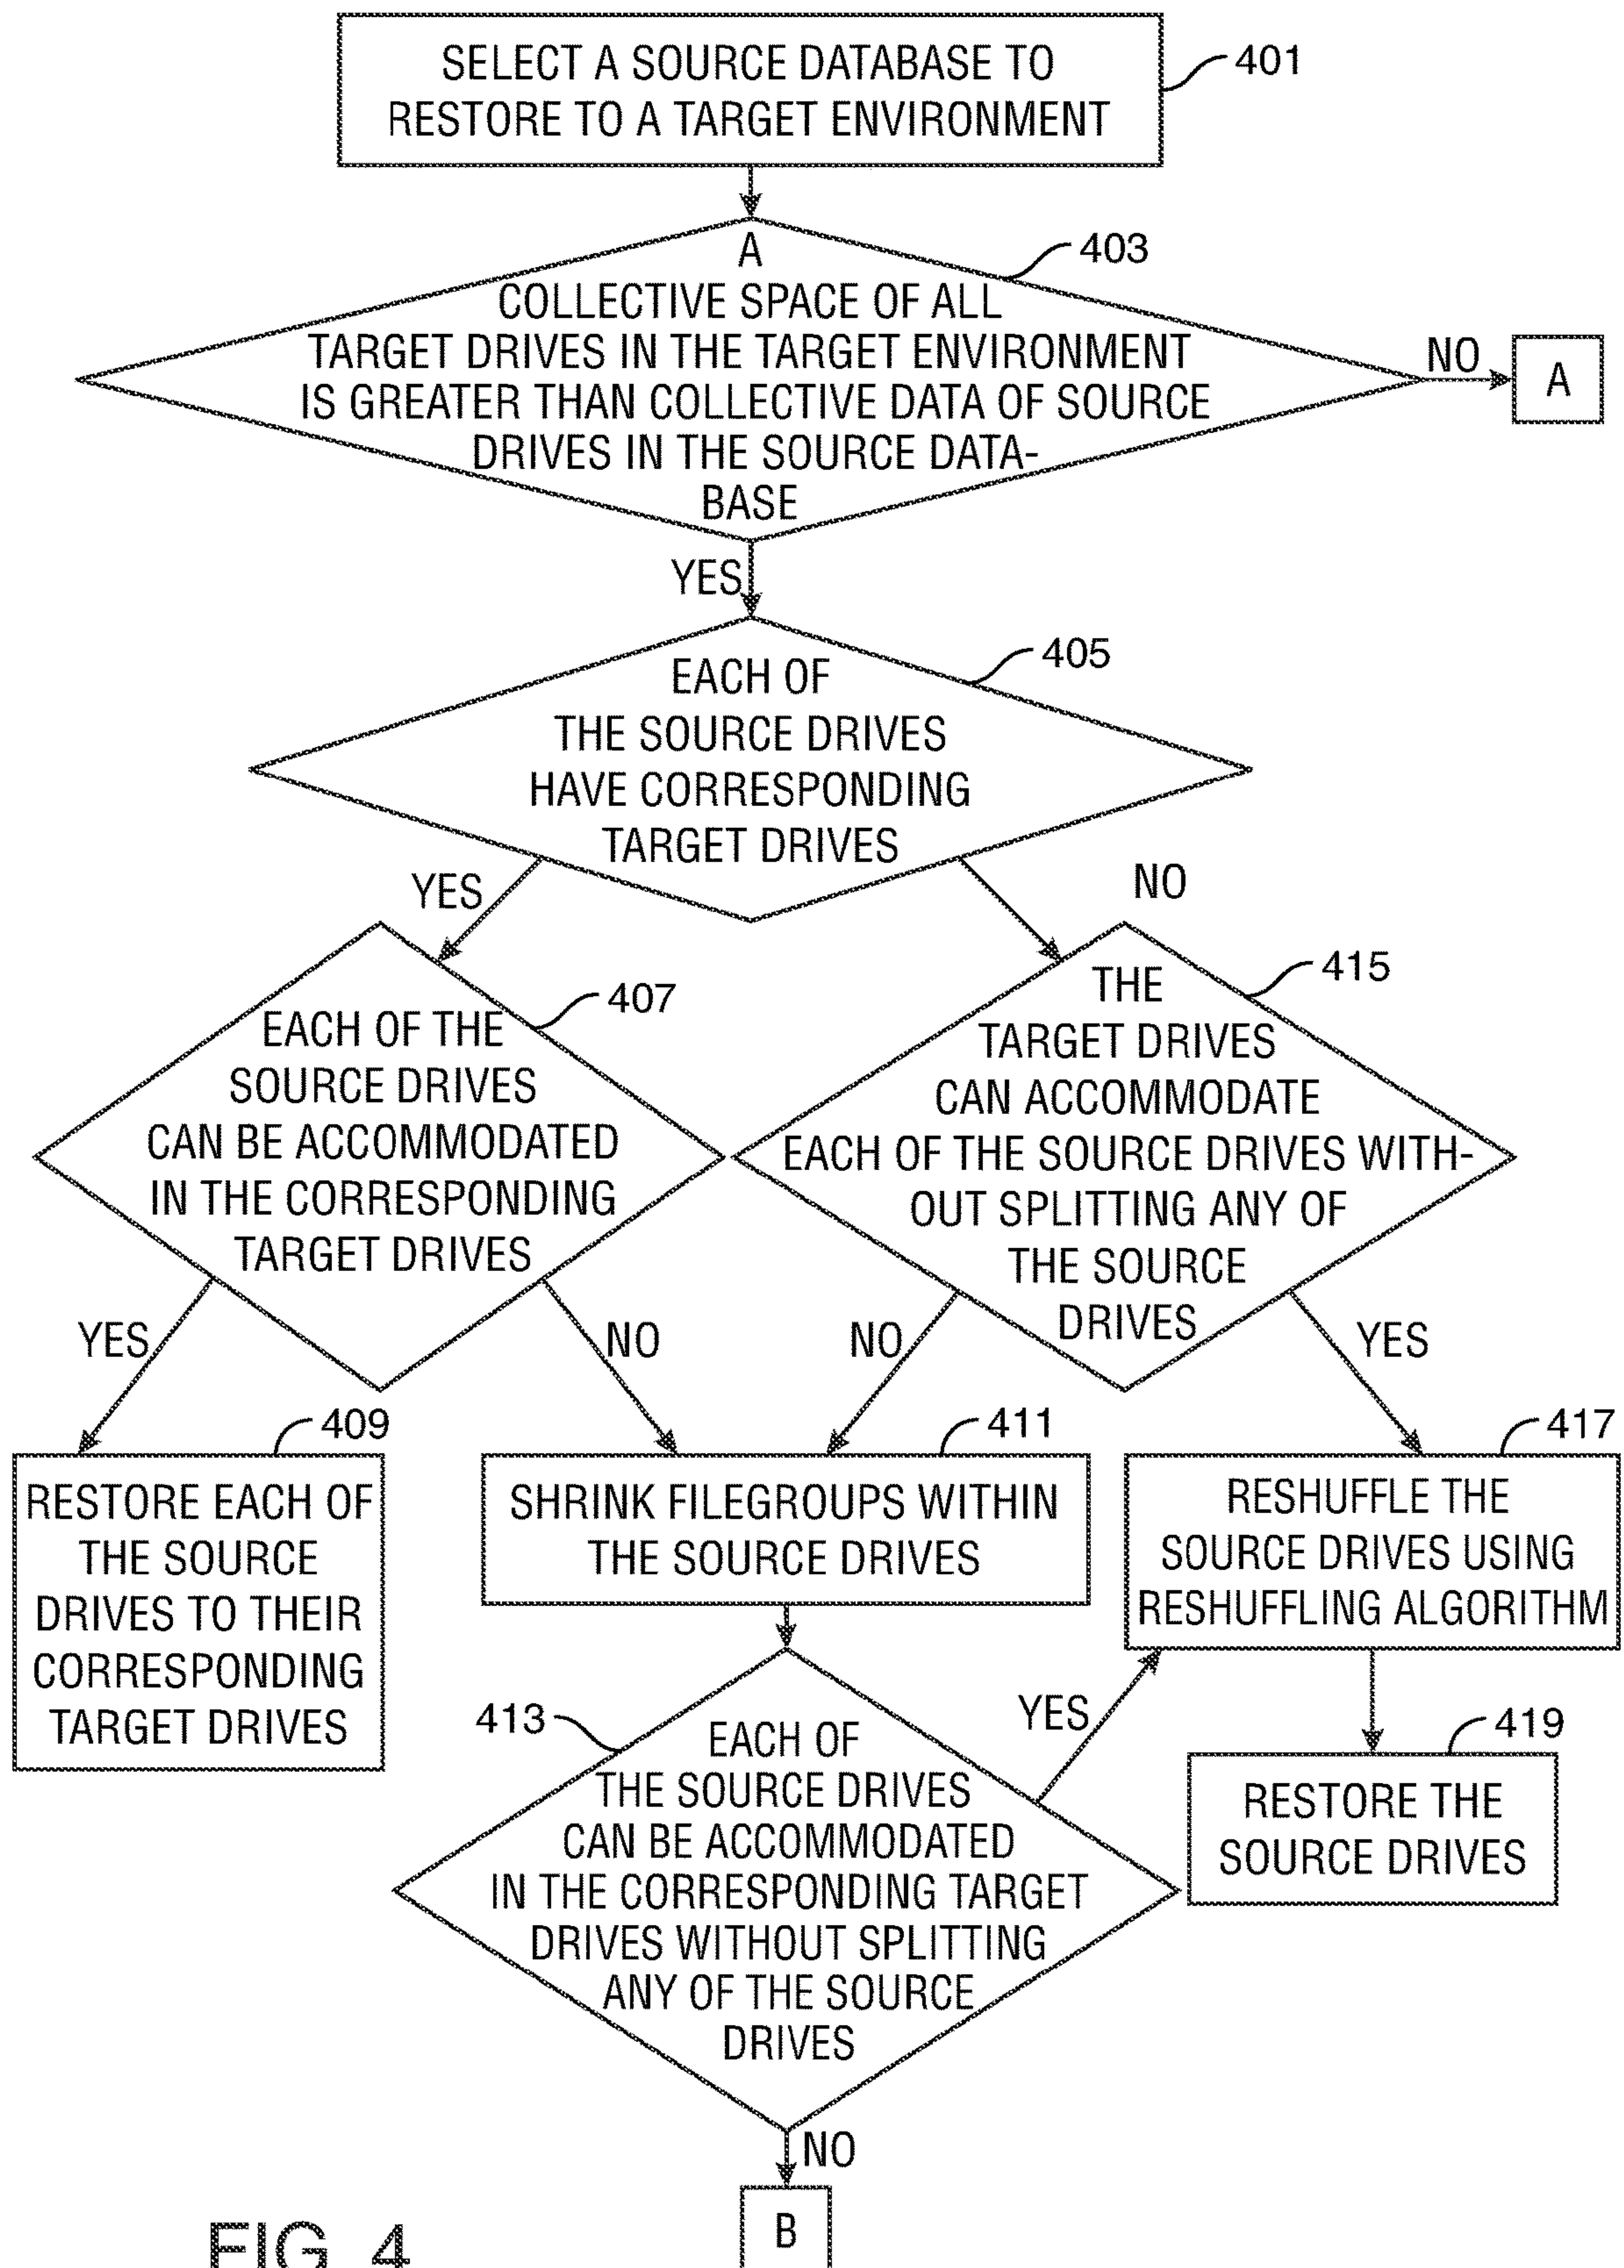 SELECT A SOURCE DATABASE TO
RESTORE TO A TARGET ENVIRONMENT
401
A
COLLECTIVE SPACE OF ALL
TARGET DRIVES IN THE TARGET ENVIRONMENT
IS GREATER THAN COLLECTIVE DATA OF SOURCE
DRIVES IN THE SOURCE DATA-
BASE
403
NO
A
YES
EACH OF
THE SOURCE DRIVES
HAVE CORRESPONDING
TARGET DRIVES
405
YES
NO
EACH OF THE
SOURCE DRIVES
CAN BE ACCOMMODATED
IN THE CORRESPONDING
TARGET DRIVES
407
THE
TARGET DRIVES
CAN ACCOMMODATE
EACH OF THE SOURCE DRIVES WITH-
OUT SPLITTING ANY OF
THE SOURCE
DRIVES
415
YES
NO
NO
YES
409
RESTORE EACH OF
THE SOURCE
DRIVES TO THEIR
CORRESPONDING
TARGET DRIVES
411
SHRINK FILEGROUPS WITHIN
THE SOURCE DRIVES
417
RESHUFFLE THE
SOURCE DRIVES USING
RESHUFFLING ALGORITHM
413
EACH OF
THE SOURCE DRIVES
CAN BE ACCOMMODATED
IN THE CORRESPONDING TARGET
DRIVES WITHOUT SPLITTING
ANY OF THE SOURCE
DRIVES
YES
419
RESTORE THE
SOURCE DRIVES
NO
B
FIG. 4